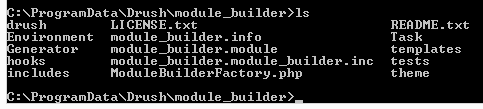 C:\ProgramData\Drush\module_builder>ls
drush LICENSE.txt README.txt
Environment module_builder.info Task
Generator module_builder.module templates
hooks module_builder.module_builder.inc tests
includes ModuleBuilderFactory.php theme
C:\ProgramData\Drush\module_builder>